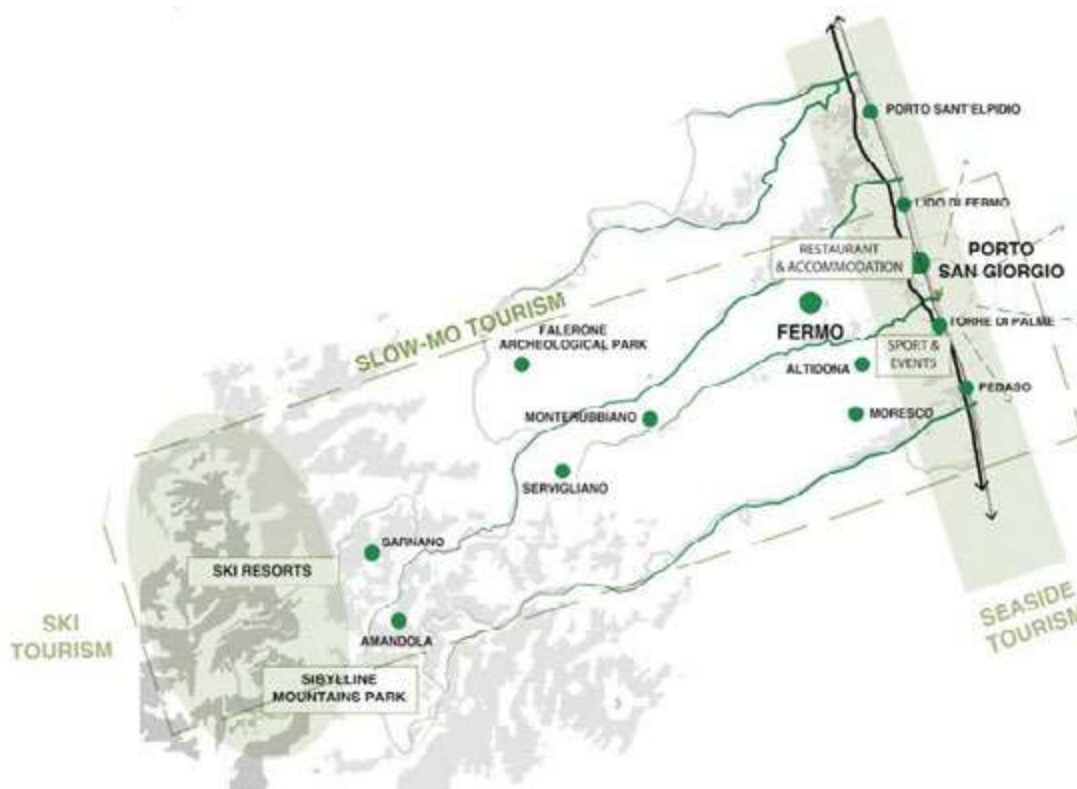 PORTO SANT'ELPIDIO
LIDO DI FERMO
RESTAURANT
& ACCOMMODATION
PORTO
SAN GIORGIO
SLOW-MO TOURISM
FALERONE
ARCHEOLOGICAL PARK
FERMO
TORRE DI PALME
SPORT &
EVENTS
ALTIDONA
PEDASO
MONTERUBBIANO
MORESCO
SERVIGLIANO
SARNANO
SKI RESORTS
SKI
TOURISM
AMANDOLA
SIBYLLINE
MOUNTAINS PARK
SEASIDE
TOURISM